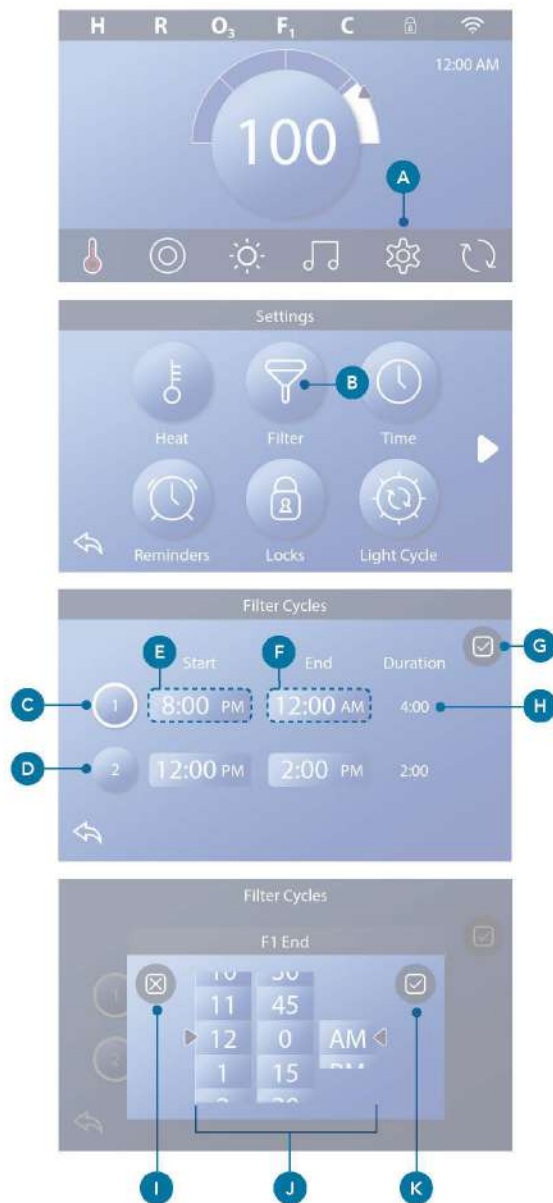 H R O₃ F₁ C
12:00 AM
100
A
Settings
B
Heat Filter Time
Reminders Locks Light Cycle
Filter Cycles
G
E Start F End Duration
C 1 8:00 PM 12:00 AM 4:00 H
D 2 12:00 PM 2:00 PM 2:00
Filter Cycles
F1 End
11 45
12 0 AM
1 15
I J K